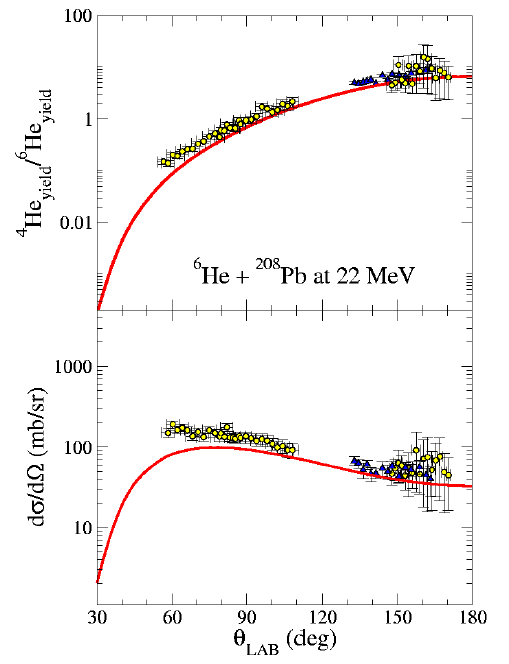 100
1
0.01
⁴He_yield/⁶He_yield
⁶He + ²⁰⁸Pb at 22 MeV
1000
100
10
dσ/dΩ (mb/sr)
30 60 90 120 150 180
θ_LAB (deg)